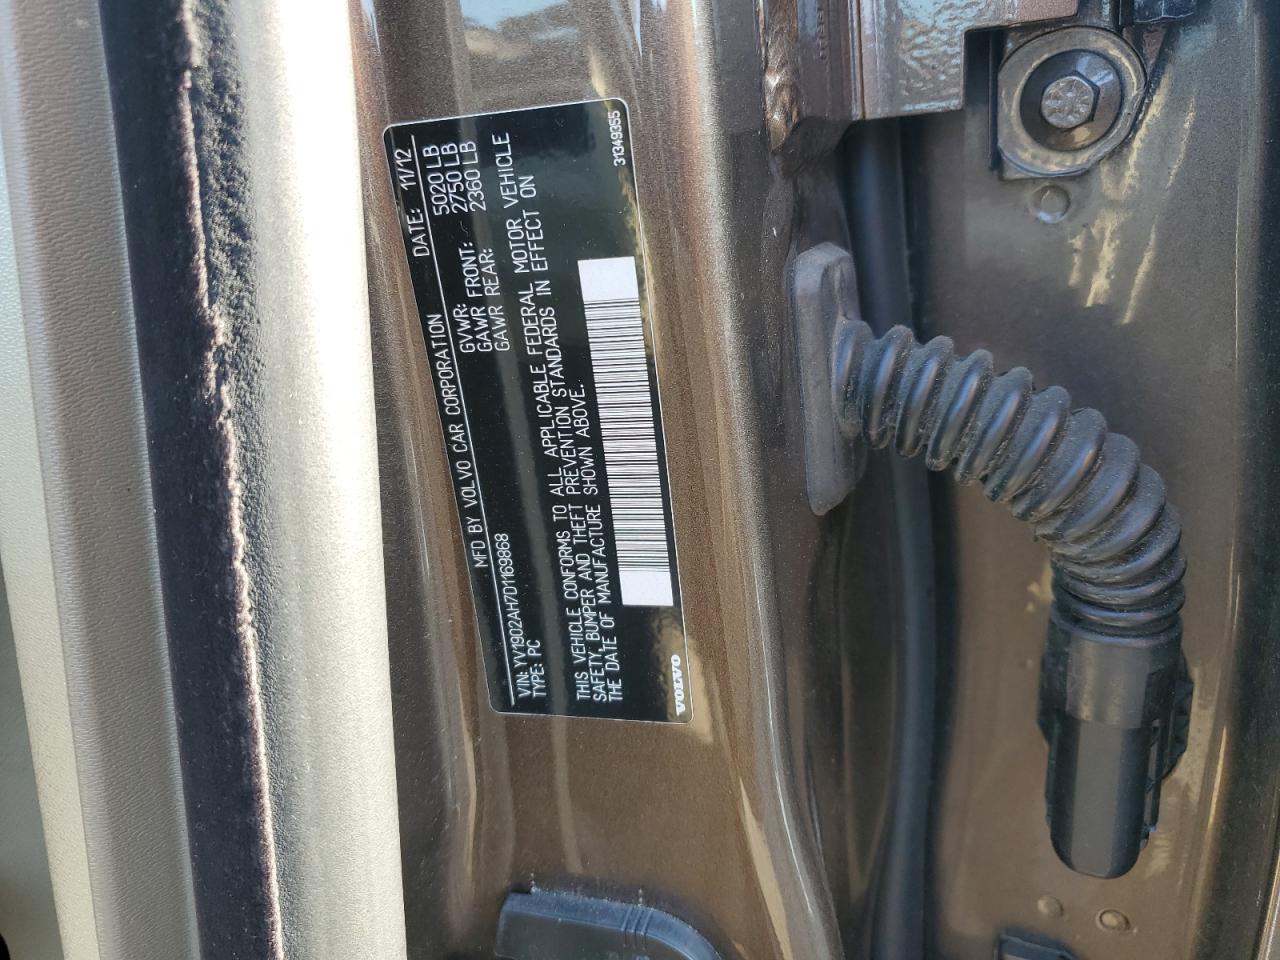 MFD BY VOLVO CAR CORPORATION DATE: 11/12
GVWR: 5020 LB
GAWR FRONT: 2750 LB
GAWR REAR: 2360 LB
VIN: YV1902AH7D1169868
TYPE: PC
THIS VEHICLE CONFORMS TO ALL APPLICABLE FEDERAL MOTOR VEHICLE
SAFETY, BUMPER AND THEFT PREVENTION STANDARDS IN EFFECT ON
THE DATE OF MANUFACTURE SHOWN ABOVE.
VOLVO
31349355